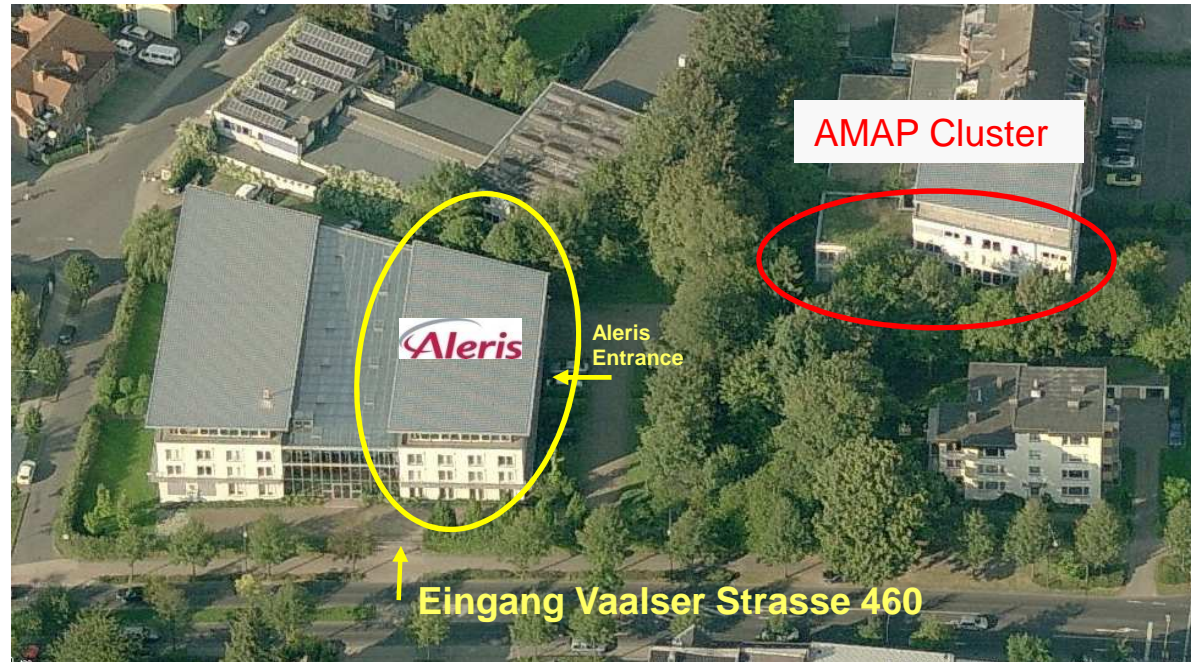 AMAP Cluster
Aleris
Aleris
Entrance
Eingang Vaalser Strasse 460